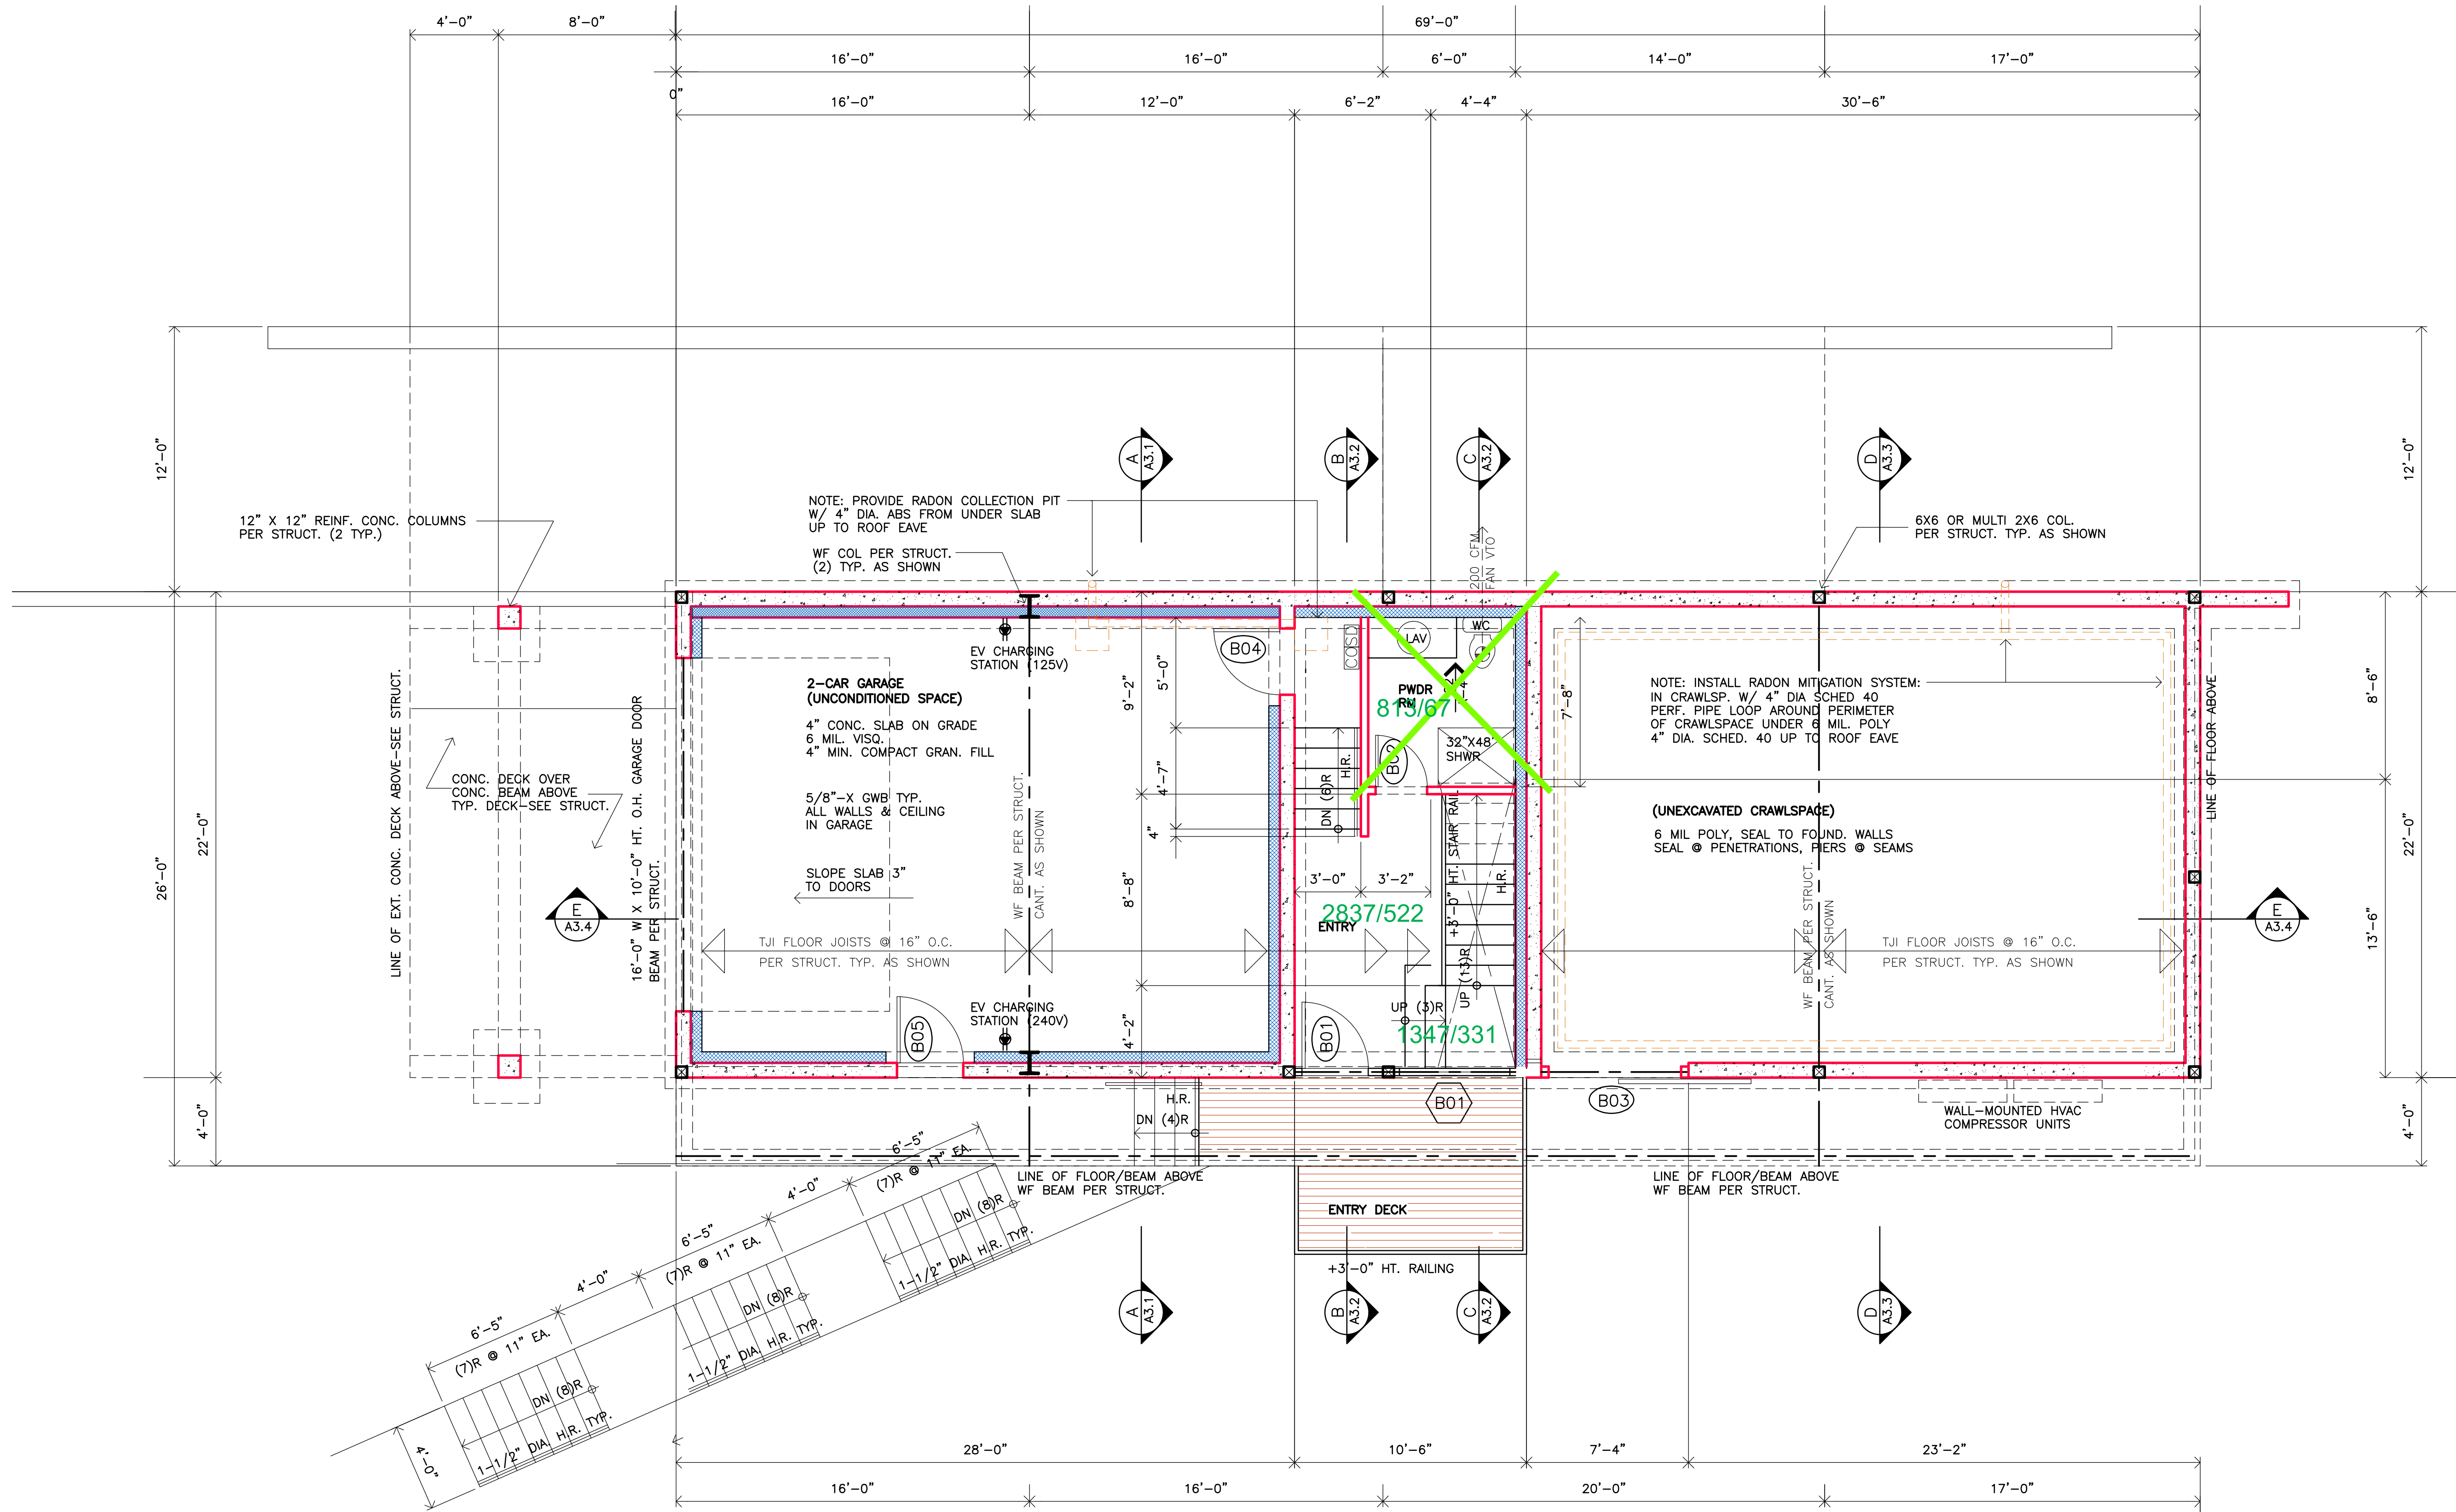 4'-0"
8'-0"
69'-0"
16'-0"
16'-0"
6'-0"
14'-0"
17'-0"
0"
16'-0"
12'-0"
6'-2"
4'-4"
30'-6"
12'-0"
12'-0"
A
A3.1
B
A3.2
C
A3.2
D
A3.3
12" X 12" REINF. CONC. COLUMNS
PER STRUCT. (2 TYP.)
NOTE: PROVIDE RADON COLLECTION PIT
W/ 4" DIA. ABS FROM UNDER SLAB
UP TO ROOF EAVE
WF COL PER STRUCT.
(2) TYP. AS SHOWN
200 CFM
FAN VTO
6X6 OR MULTI 2X6 COL.
PER STRUCT. TYP. AS SHOWN
26'-0"
22'-0"
4'-0"
LINE OF EXT. CONC. DECK ABOVE-SEE STRUCT.
CONC. DECK OVER
CONC. BEAM ABOVE
TYP. DECK-SEE STRUCT.
16'-0" W X 10'-0" HT. O.H. GARAGE DOOR
BEAM PER STRUCT.
E
A3.4
2-CAR GARAGE
(UNCONDITIONED SPACE)
4" CONC. SLAB ON GRADE
6 MIL. VISQ.
4" MIN. COMPACT GRAN. FILL
5/8"-X GWB TYP.
ALL WALLS & CEILING
IN GARAGE
SLOPE SLAB 3"
TO DOORS
EV CHARGING
STATION (125V)
WF BEAM PER STRUCT.
CANT. AS SHOWN
TJI FLOOR JOISTS @ 16" O.C.
PER STRUCT. TYP. AS SHOWN
EV CHARGING
STATION (240V)
B05
B04
9'-2"
5'-0"
4'-7"
4"
8'-8"
4'-2"
COSD
LAV
WC
PWDR
RM
813/67
32"X48"
SHWR
B02
DN (6)R
H.R.
7'-8"
3'-0"
3'-2"
+3'-0" HT. STAIR RAIL
H.R.
2837/522
ENTRY
UP (13)R
UP (3)R
1347/331
B01
NOTE: INSTALL RADON MITIGATION SYSTEM:
IN CRAWLSP. W/ 4" DIA SCHED 40
PERF. PIPE LOOP AROUND PERIMETER
OF CRAWLSPACE UNDER 6 MIL. POLY
4" DIA. SCHED. 40 UP TO ROOF EAVE
(UNEXCAVATED CRAWLSPACE)
6 MIL POLY, SEAL TO FOUND. WALLS
SEAL @ PENETRATIONS, PIERS @ SEAMS
WF BEAM PER STRUCT.
CANT. AS SHOWN
TJI FLOOR JOISTS @ 16" O.C.
PER STRUCT. TYP. AS SHOWN
LINE OF FLOOR ABOVE
E
A3.4
8'-6"
13'-6"
22'-0"
4'-0"
H.R.
DN (4)R
B01
B03
WALL-MOUNTED HVAC
COMPRESSOR UNITS
LINE OF FLOOR/BEAM ABOVE
WF BEAM PER STRUCT.
LINE OF FLOOR/BEAM ABOVE
WF BEAM PER STRUCT.
ENTRY DECK
+3'-0" HT. RAILING
6'-5"
(7)R @ 11" EA.
4'-0"
DN (8)R
1-1/2" DIA. H.R. TYP.
6'-5"
(7)R @ 11" EA.
4'-0"
DN (8)R
1-1/2" DIA. H.R. TYP.
6'-5"
(7)R @ 11" EA.
DN (8)R
1-1/2" DIA. H.R. TYP.
4'-0"
A
A3.1
B
A3.2
C
A3.2
D
A3.3
28'-0"
10'-6"
7'-4"
23'-2"
16'-0"
16'-0"
20'-0"
17'-0"